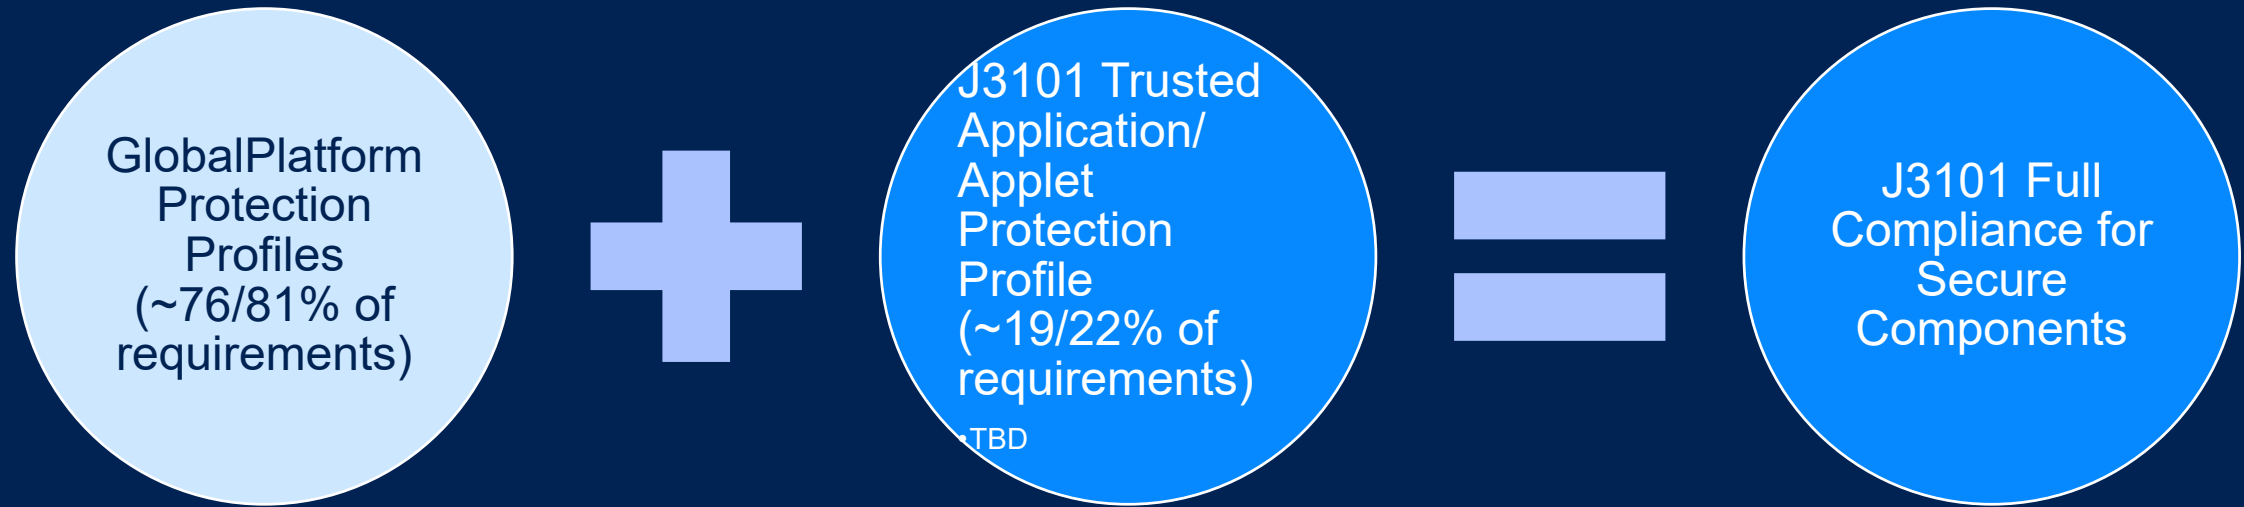 GlobalPlatform
Protection
Profiles
(~76/81% of
requirements)
J3101 Trusted
Application/
Applet
Protection
Profile
(~19/22% of
requirements)
•TBD
J3101 Full
Compliance for
Secure
Components